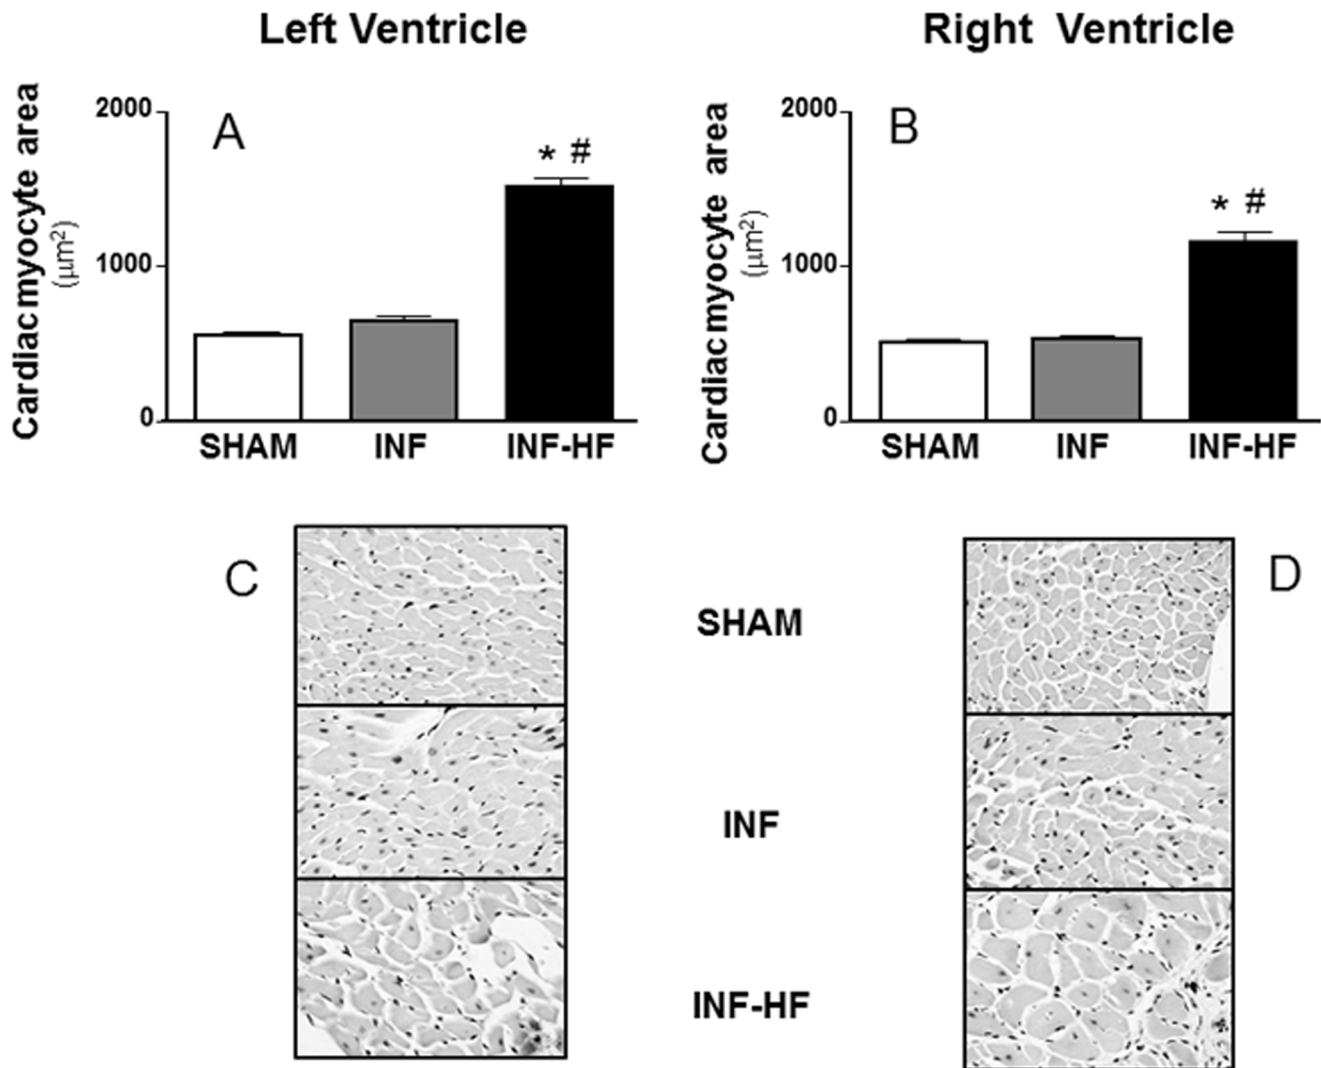 Left Ventricle
Right Ventricle
Cardiac myocyte area
(μm²)
2000
1000
0
A
* #
SHAM
INF
INF-HF
Cardiac myocyte area
(μm²)
2000
1000
0
B
* #
SHAM
INF
INF-HF
C
D
SHAM
INF
INF-HF